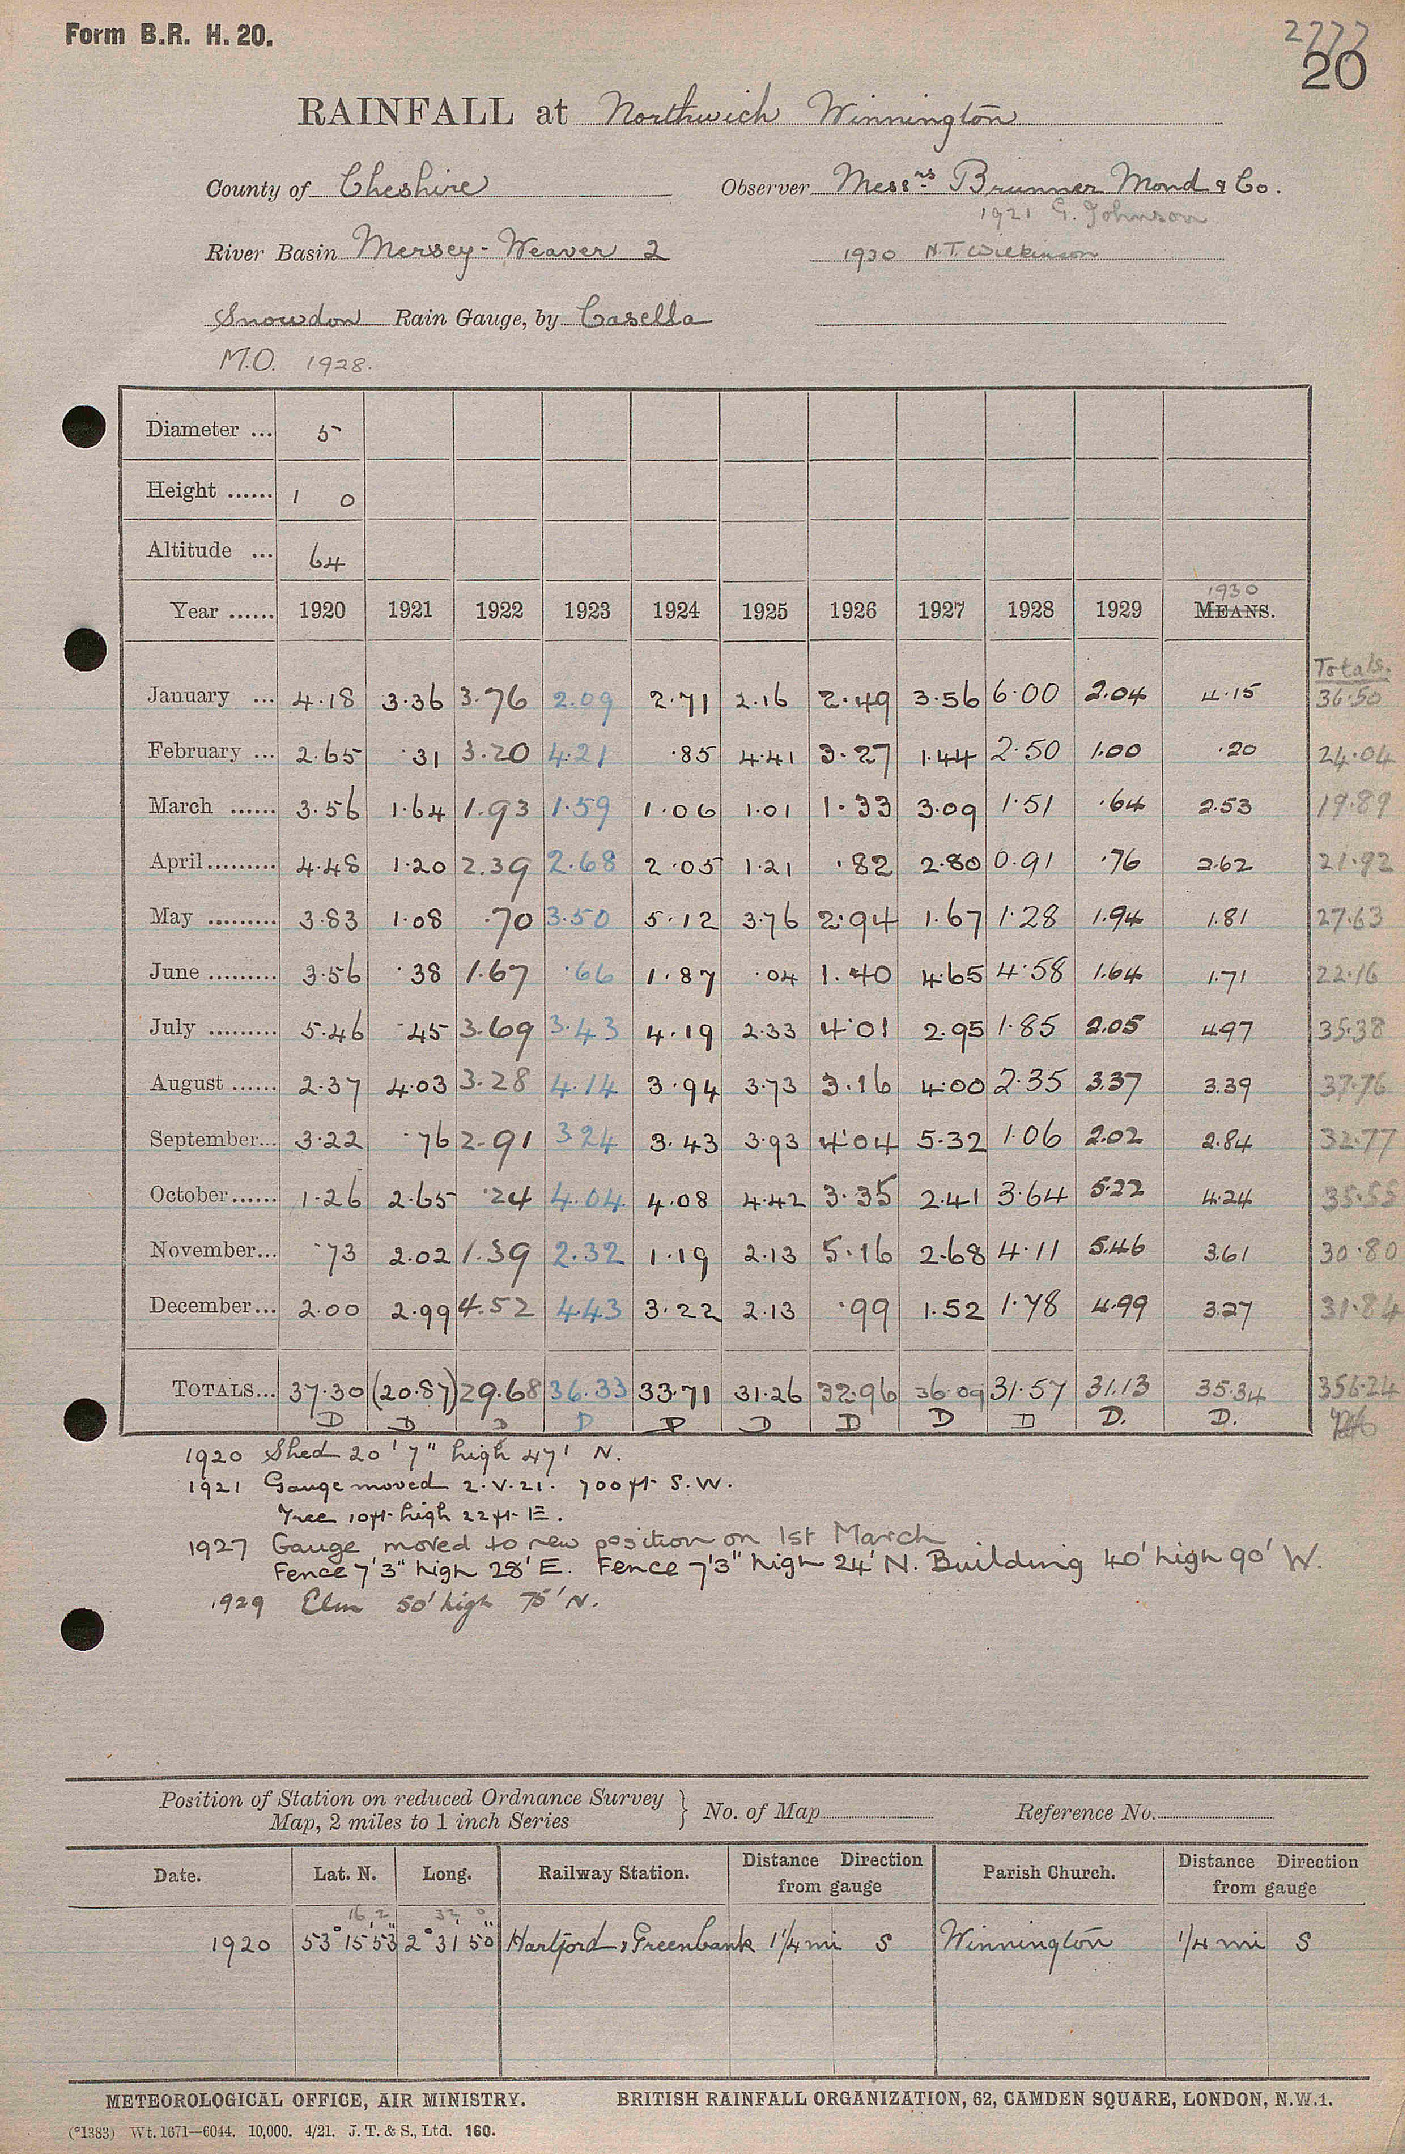 Form B.R. H. 20.
2777
20
RAINFALL at Northwich Winnington
County of Cheshire Observer Messrs Brunner Mond & Co.
1921 G. Johnson
River Basin Mersey-Weaver 2 1930 N.T. Wilkinson
Snowdon Rain Gauge, by Casella
M.O. 1928.
Diameter ... 5
Height ...... 1 0
Altitude ... 64
1930
Year ...... 1920 1921 1922 1923 1924 1925 1926 1927 1928 1929 MEANS.
Totals.
January ... 4.18 3.36 3.76 2.09 2.71 2.16 2.49 3.56 6.00 2.04 4.15 36.50
February ... 2.65 .31 3.20 4.21 .85 4.41 3.27 1.44 2.50 1.00 .20 24.04
March ...... 3.56 1.64 1.93 1.59 1.06 1.01 1.33 3.09 1.51 .64 2.53 19.89
April......... 4.48 1.20 2.39 2.68 2.05 1.21 .82 2.80 0.91 .76 2.62 21.92
May ......... 3.83 1.08 .70 3.50 5.12 3.76 2.94 1.67 1.28 1.94 1.81 27.63
June ......... 3.56 .38 1.67 .66 1.87 .04 1.40 4.65 4.58 1.64 1.71 22.16
July ......... 5.46 .45 3.69 3.43 4.19 2.33 4.01 2.95 1.85 2.05 4.97 35.38
August ...... 2.37 4.03 3.28 4.14 3.94 3.73 3.16 4.00 2.35 3.37 3.39 37.76
September... 3.22 .76 2.91 3.24 3.43 3.93 4.04 5.32 1.06 2.02 2.84 32.77
October...... 1.26 2.65 .24 4.04 4.08 4.42 3.35 2.41 3.64 5.22 4.24 35.55
November... .73 2.02 1.39 2.32 1.19 2.13 5.16 2.68 4.11 5.46 3.61 30.80
December... 2.00 2.99 4.52 4.43 3.22 2.13 .99 1.52 1.78 4.99 3.27 31.84
TOTALS... 37.30 (20.87) 29.68 36.33 33.71 31.26 32.96 36.09 31.57 31.13 35.34 356.24
D D D D D D D D D D. D.
1920 Shed 20' 7" high 47' N.
1921 Gauge moved 2.V.21. 700ft. S.W.
Tree 10ft. high 22ft. E.
1927 Gauge moved to new position on 1st March
Fence 7'3" high 28' E. Fence 7'3" high 24' N. Building 40' high 90' W.
1929 Elm 50' high 75' N.
Position of Station on reduced Ordnance Survey
Map, 2 miles to 1 inch Series } No. of Map Reference No.
Date. Lat. N. Long. Railway Station. Distance Direction from gauge Parish Church. Distance Direction from gauge
16 2 32 0
1920 53° 15' 53" 2° 31' 50" Hartford & Greenbank 1 1/4 mi S Winnington 1/4 mi S
METEOROLOGICAL OFFICE, AIR MINISTRY. BRITISH RAINFALL ORGANIZATION, 62, CAMDEN SQUARE, LONDON, N.W.1.
(*1383) Wt. 1671—6044. 10,000. 4/21. J. T. & S., Ltd. 160.